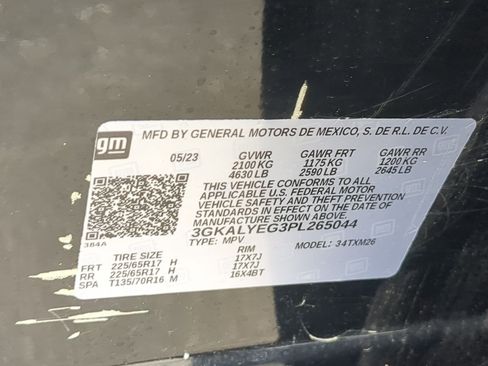 gm
MFD BY GENERAL MOTORS DE MEXICO, S. DE R.L. DE C.V.
05/23 GVWR GAWR FRT GAWR RR
2100 KG 1175 KG 1200 KG
4630 LB 2590 LB 2645 LB
THIS VEHICLE CONFORMS TO ALL
APPLICABLE U.S. FEDERAL MOTOR
VEHICLE SAFETY AND THEFT PREVENTION
STANDARDS IN EFFECT ON THE DATE OF
MANUFACTURE SHOWN ABOVE.
3GKALYEG3PL265044
384A TYPE: MPV MODEL: 34TXM26
TIRE SIZE RIM
FRT 225/65R17 H 17X7J
RR 225/65R17 H 17X7J
SPA T135/70R16 M 16X4BT